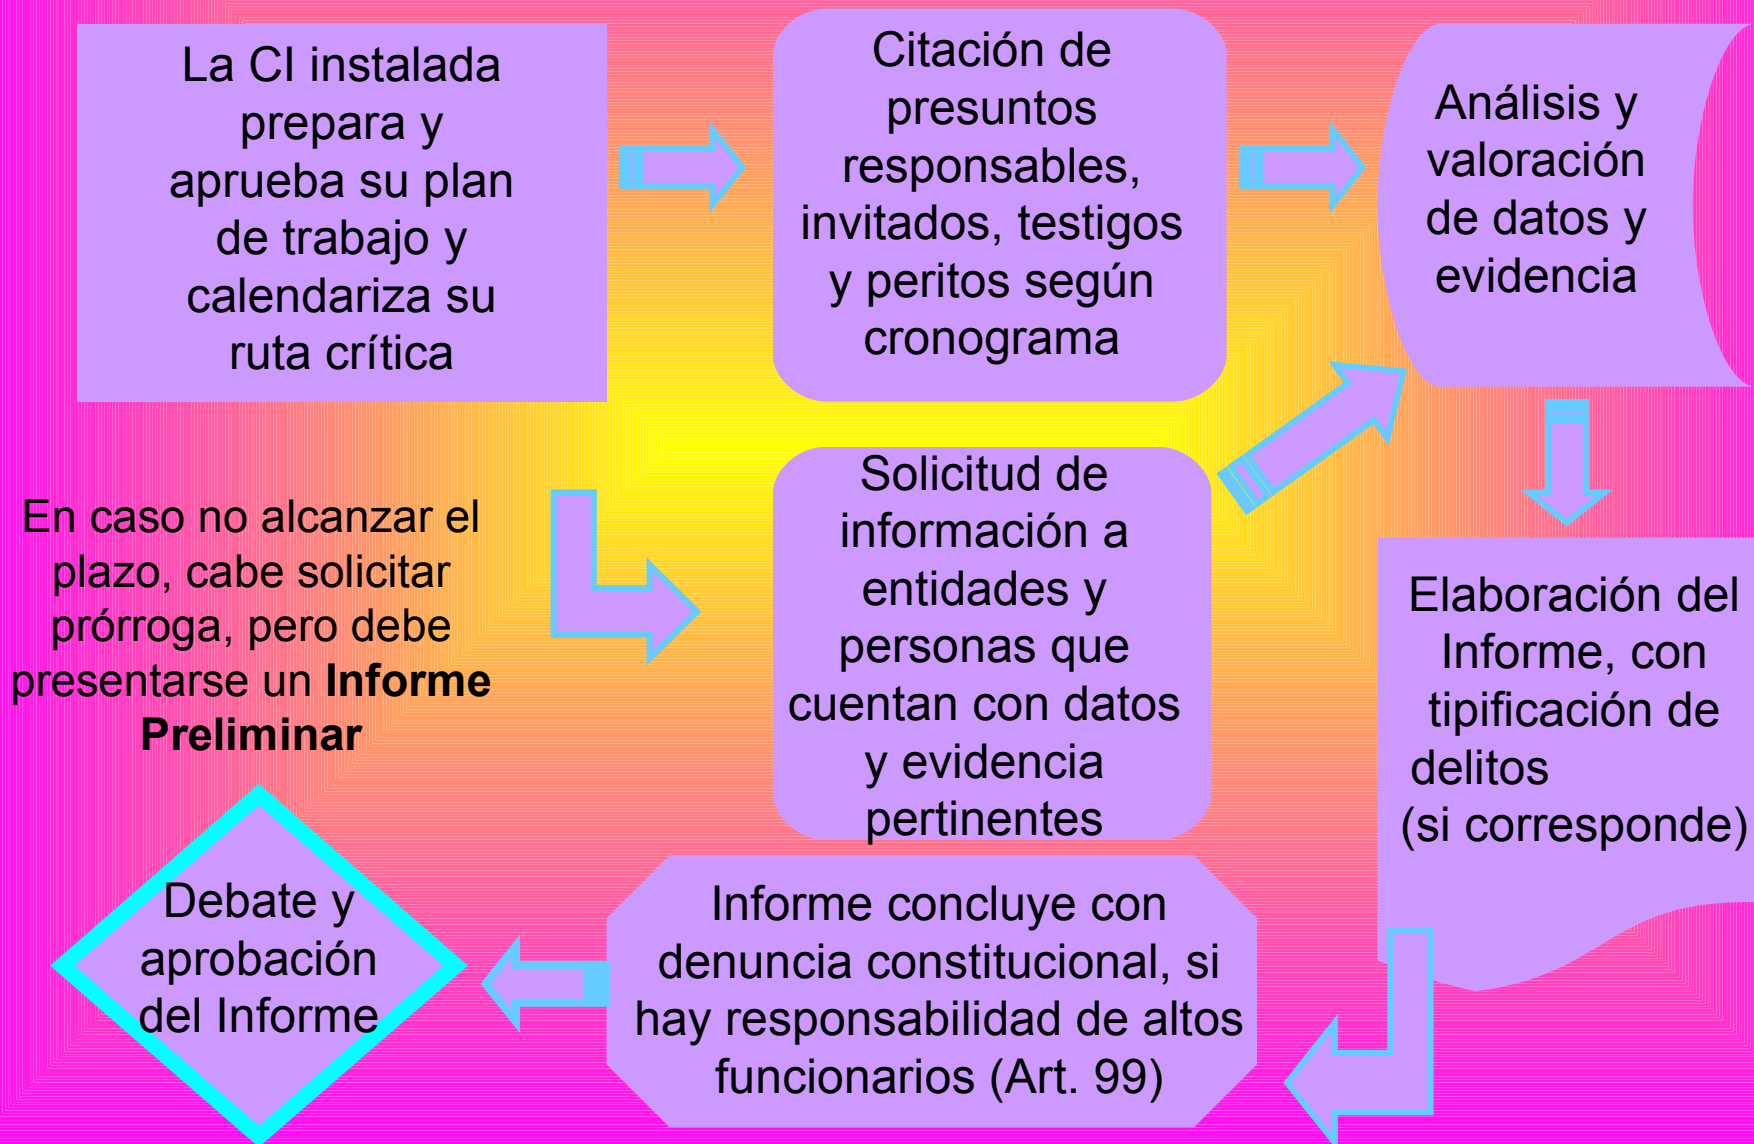 La CI instalada
prepara y
aprueba su plan
de trabajo y
calendariza su
ruta crítica
Citación de
presuntos
responsables,
invitados, testigos
y peritos según
cronograma
Análisis y
valoración
de datos y
evidencia
En caso no alcanzar el
plazo, cabe solicitar
prórroga, pero debe
presentarse un Informe
Preliminar
Solicitud de
información a
entidades y
personas que
cuentan con datos
y evidencia
pertinentes
Elaboración del
Informe, con
tipificación de
delitos
(si corresponde)
Informe concluye con
denuncia constitucional, si
hay responsabilidad de altos
funcionarios (Art. 99)
Debate y
aprobación
del Informe